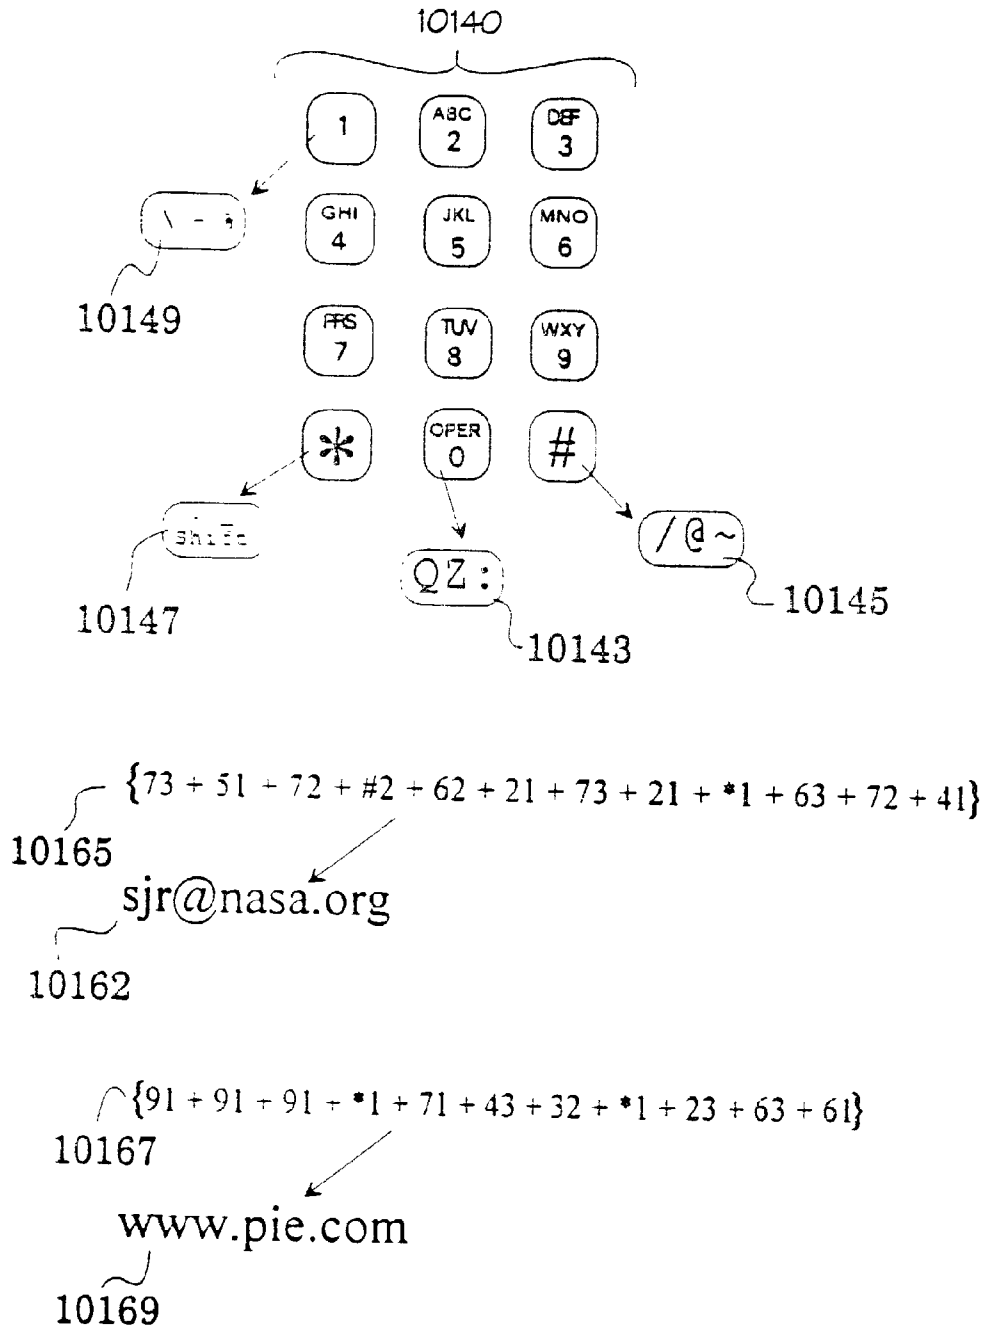 10140
1 ABC DEF
2 3
\ - ;
GHI JKL MNO
4 5 6
10149
PRS TUV WXY
7 8 9
* OPER #
0
shift
/ @ ~
QZ:
10147
10145
10143
{73 + 51 + 72 + #2 + 62 + 21 + 73 + 21 + *1 + 63 + 72 + 41}
10165
sjr@nasa.org
10162
{91 + 91 + 91 + *1 + 71 + 43 + 32 + *1 + 23 + 63 + 61}
10167
www.pie.com
10169